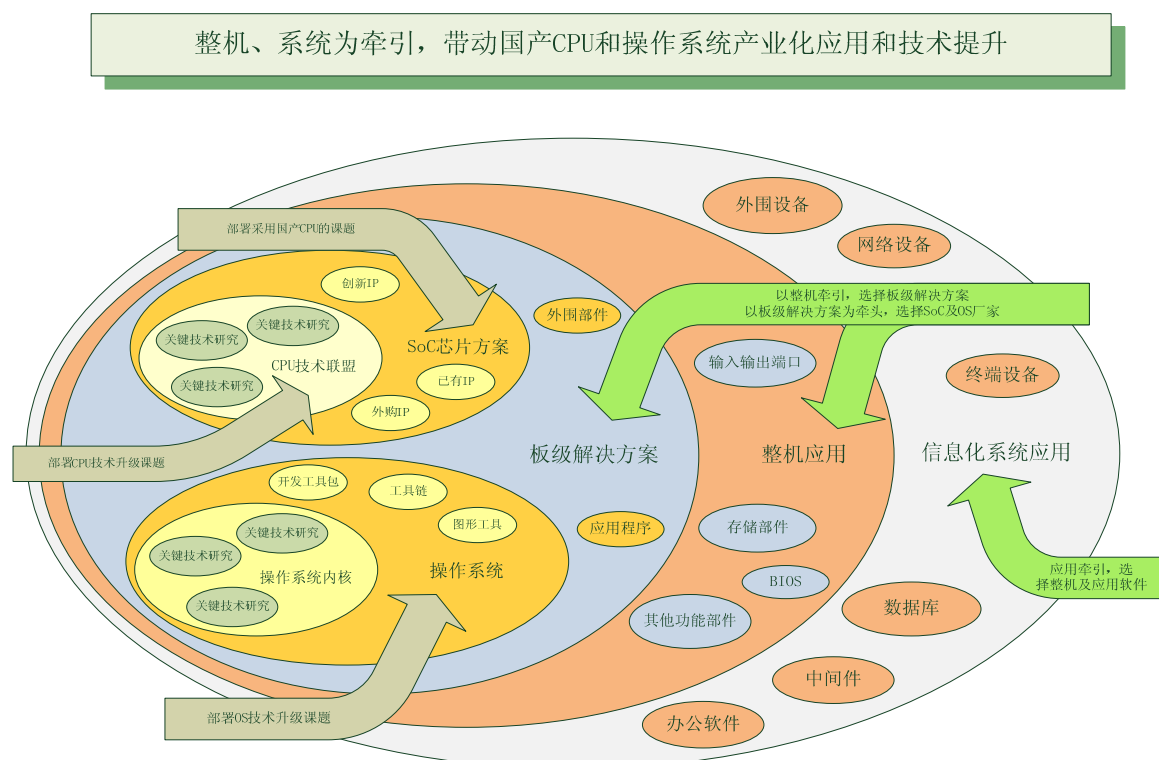 整机、系统为牵引，带动国产CPU和操作系统产业化应用和技术提升
外围设备
部署采用国产CPU的课题
网络设备
创新IP
以整机牵引，选择板级解决方案
以板级解决方案为牵头，选择SoC及OS厂家
外围部件
关键技术研究
关键技术研究
SoC芯片方案
输入输出端口
CPU技术联盟
终端设备
关键技术研究
已有IP
外购IP
板级解决方案
整机应用
信息化系统应用
部署CPU技术升级课题
开发工具包
工具链
图形工具
应用程序
存储部件
关键技术研究
关键技术研究
操作系统内核
操作系统
应用牵引，选
择整机及应用软件
BIOS
关键技术研究
数据库
其他功能部件
中间件
部署OS技术升级课题
办公软件